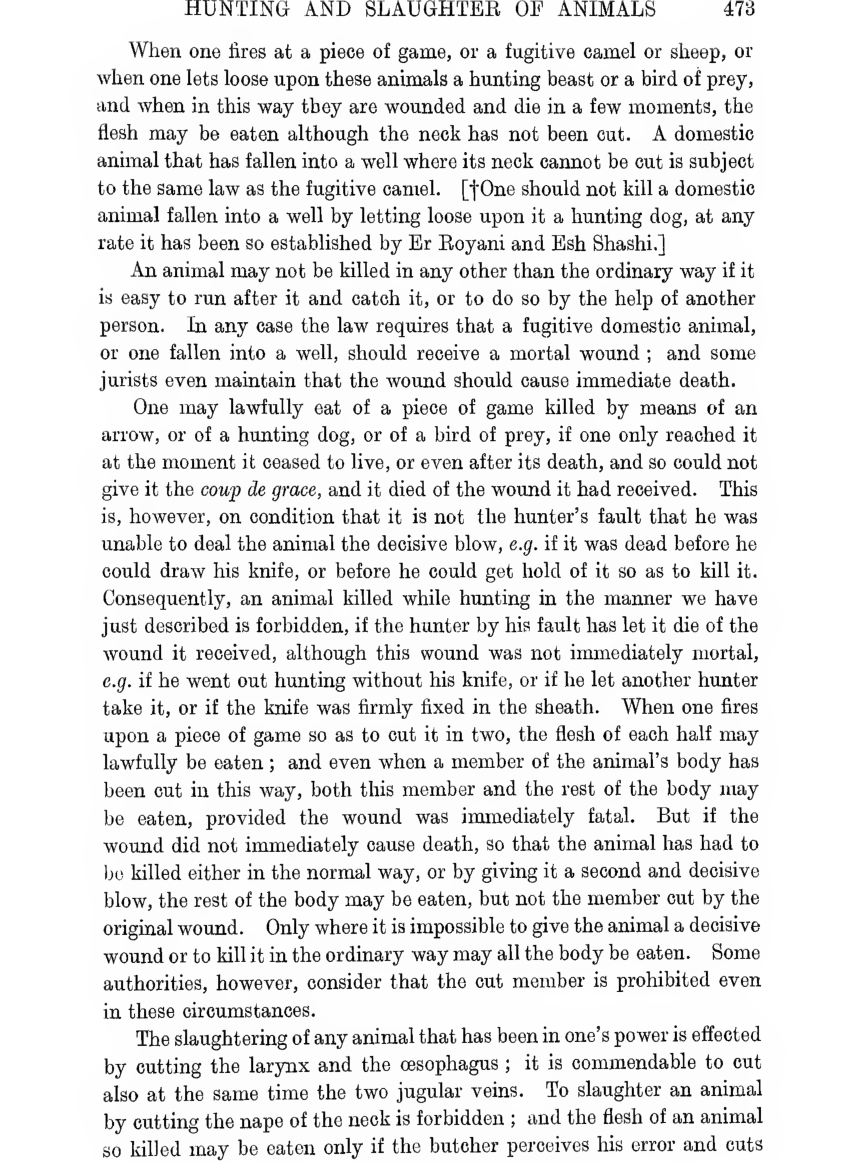 HUNTING AND SLAUGHTER OF ANIMALS 473
When one fires at a piece of game, or a fugitive camel or sheep, or
when one lets loose upon these animals a hunting beast or a bird of prey,
and when in this way they are wounded and die in a few moments, the
flesh may be eaten although the neck has not been cut. A domestic
animal that has fallen into a well where its neck cannot be cut is subject
to the same law as the fugitive camel. [†One should not kill a domestic
animal fallen into a well by letting loose upon it a hunting dog, at any
rate it has been so established by Er Royani and Esh Shashi.]
An animal may not be killed in any other than the ordinary way if it
is easy to run after it and catch it, or to do so by the help of another
person. In any case the law requires that a fugitive domestic animal,
or one fallen into a well, should receive a mortal wound ; and some
jurists even maintain that the wound should cause immediate death.
One may lawfully eat of a piece of game killed by means of an
arrow, or of a hunting dog, or of a bird of prey, if one only reached it
at the moment it ceased to live, or even after its death, and so could not
give it the coup de grace, and it died of the wound it had received. This
is, however, on condition that it is not the hunter's fault that he was
unable to deal the animal the decisive blow, e.g. if it was dead before he
could draw his knife, or before he could get hold of it so as to kill it.
Consequently, an animal killed while hunting in the manner we have
just described is forbidden, if the hunter by his fault has let it die of the
wound it received, although this wound was not immediately mortal,
e.g. if he went out hunting without his knife, or if he let another hunter
take it, or if the knife was firmly fixed in the sheath. When one fires
upon a piece of game so as to cut it in two, the flesh of each half may
lawfully be eaten ; and even when a member of the animal's body has
been cut in this way, both this member and the rest of the body may
be eaten, provided the wound was immediately fatal. But if the
wound did not immediately cause death, so that the animal has had to
be killed either in the normal way, or by giving it a second and decisive
blow, the rest of the body may be eaten, but not the member cut by the
original wound. Only where it is impossible to give the animal a decisive
wound or to kill it in the ordinary way may all the body be eaten. Some
authorities, however, consider that the cut member is prohibited even
in these circumstances.
The slaughtering of any animal that has been in one's power is effected
by cutting the larynx and the œsophagus ; it is commendable to cut
also at the same time the two jugular veins. To slaughter an animal
by cutting the nape of the neck is forbidden ; and the flesh of an animal
so killed may be eaten only if the butcher perceives his error and cuts